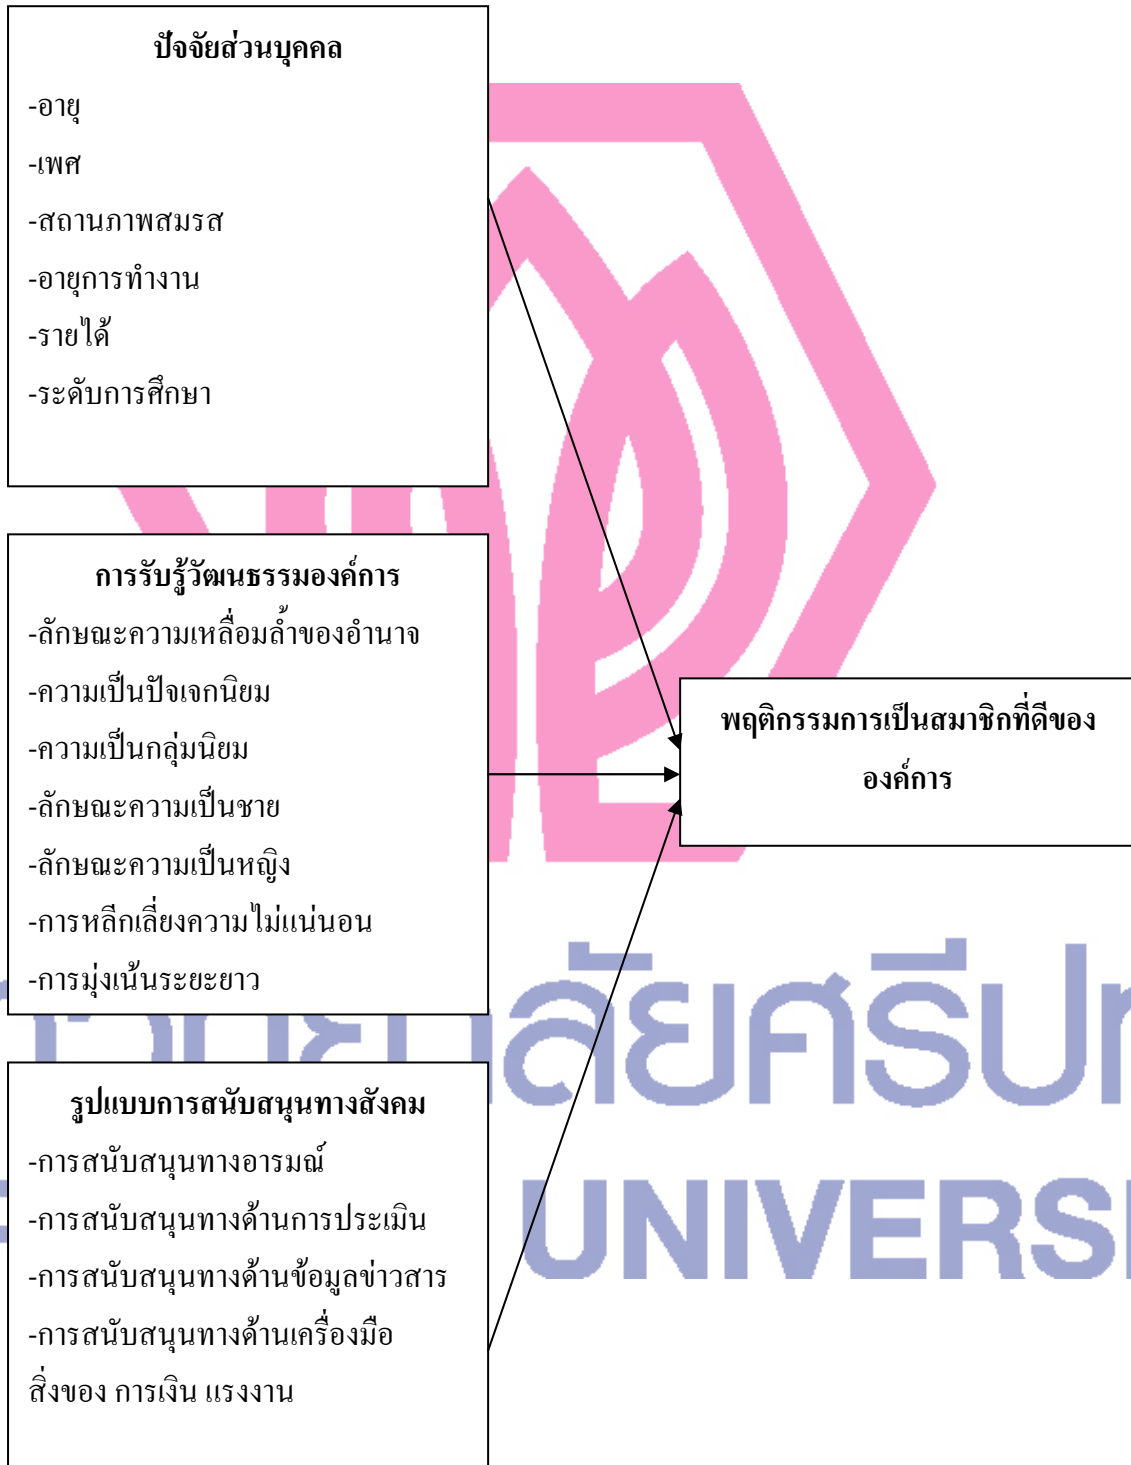 ปัจจัยส่วนบุคคล
-อายุ
-เพศ
-สถานภาพสมรส
-อายุการทำงาน
-รายได้
-ระดับการศึกษา
การรับรู้วัฒนธรรมองค์การ
-ลักษณะความเหลื่อมล้ำของอำนาจ
-ความเป็นปัจเจกนิยม
-ความเป็นกลุ่มนิยม
-ลักษณะความเป็นชาย
-ลักษณะความเป็นหญิง
-การหลีกเลี่ยงความไม่แน่นอน
-การมุ่งเน้นระยะยาว
พฤติกรรมการเป็นสมาชิกที่ดีของ
องค์การ
รูปแบบการสนับสนุนทางสังคม
-การสนับสนุนทางอารมณ์
-การสนับสนุนทางด้านการประเมิน
-การสนับสนุนทางด้านข้อมูลข่าวสาร
-การสนับสนุนทางด้านเครื่องมือ
สิ่งของ การเงิน แรงงาน
ลัยศรีป
UNIVERSI